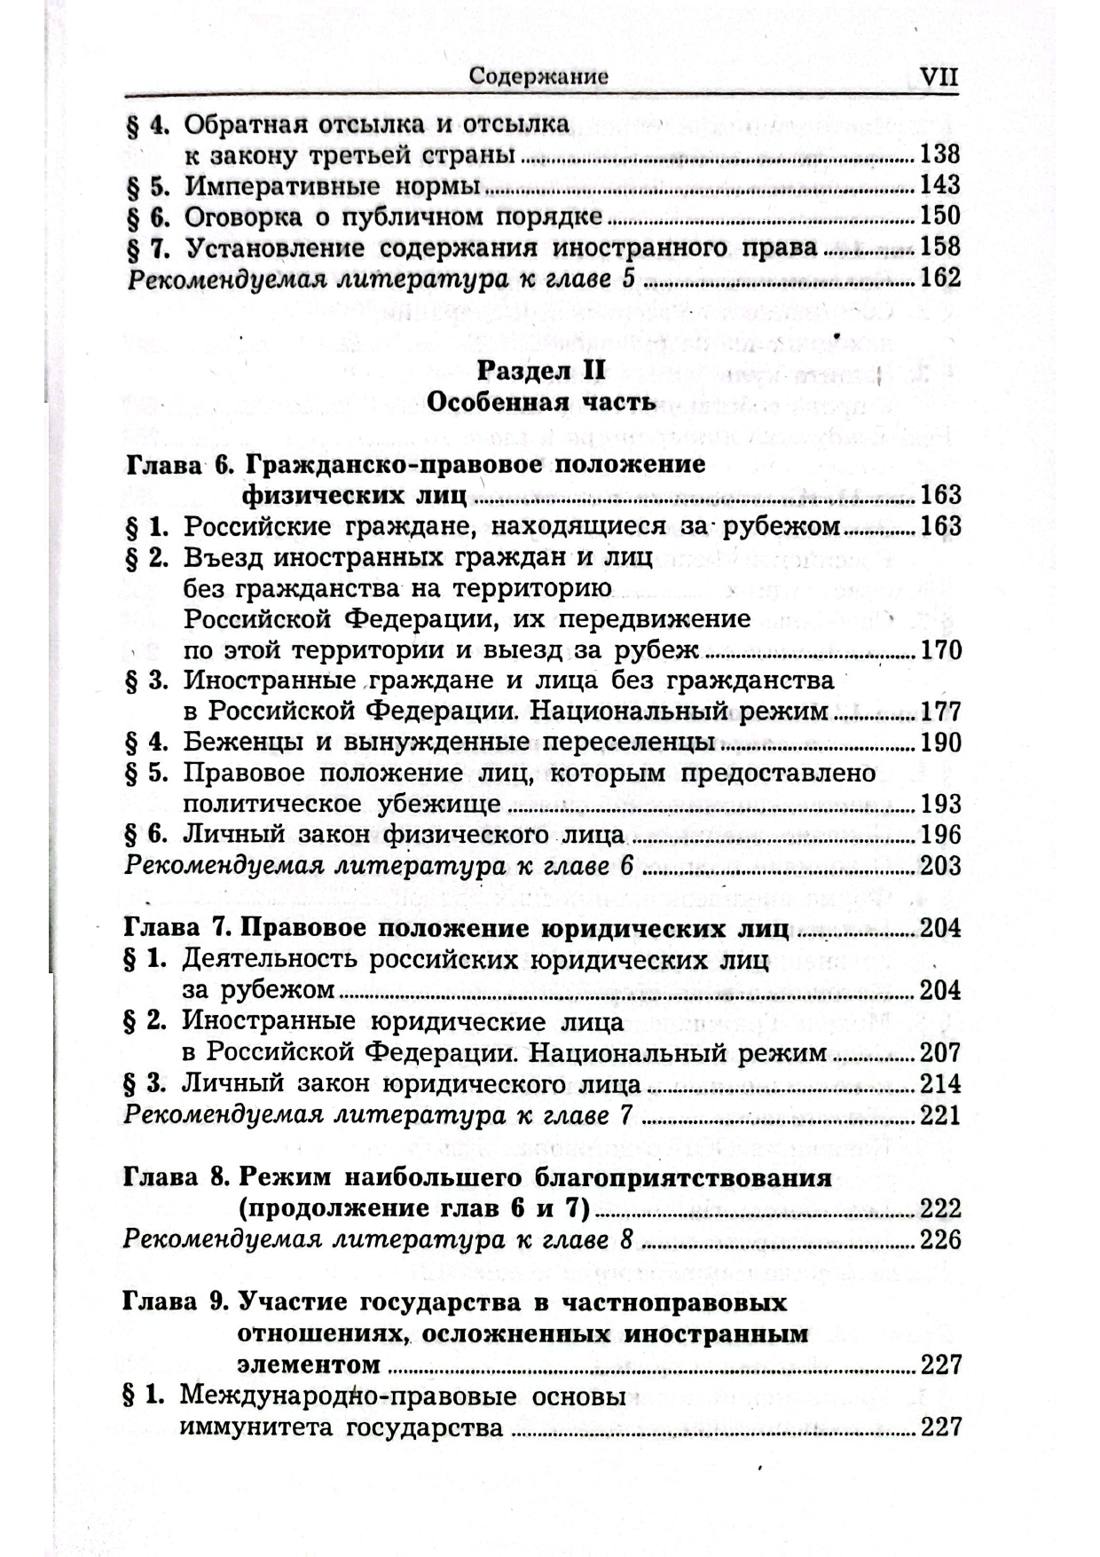 Содержание VII
§ 4. Обратная отсылка и отсылка
к закону третьей страны ........ 138
§ 5. Императивные нормы ........ 143
§ 6. Оговорка о публичном порядке ........ 150
§ 7. Установление содержания иностранного права ........ 158
Рекомендуемая литература к главе 5 ........ 162
Раздел II
Особенная часть
Глава 6. Гражданско-правовое положение
физических лиц ........ 163
§ 1. Российские граждане, находящиеся за рубежом ........ 163
§ 2. Въезд иностранных граждан и лиц
без гражданства на территорию
Российской Федерации, их передвижение
по этой территории и выезд за рубеж ........ 170
§ 3. Иностранные граждане и лица без гражданства
в Российской Федерации. Национальный режим ........ 177
§ 4. Беженцы и вынужденные переселенцы ........ 190
§ 5. Правовое положение лиц, которым предоставлено
политическое убежище ........ 193
§ 6. Личный закон физического лица ........ 196
Рекомендуемая литература к главе 6 ........ 203
Глава 7. Правовое положение юридических лиц ........ 204
§ 1. Деятельность российских юридических лиц
за рубежом ........ 204
§ 2. Иностранные юридические лица
в Российской Федерации. Национальный режим ........ 207
§ 3. Личный закон юридического лица ........ 214
Рекомендуемая литература к главе 7 ........ 221
Глава 8. Режим наибольшего благоприятствования
(продолжение глав 6 и 7) ........ 222
Рекомендуемая литература к главе 8 ........ 226
Глава 9. Участие государства в частноправовых
отношениях, осложненных иностранным
элементом ........ 227
§ 1. Международно-правовые основы
иммунитета государства ........ 227